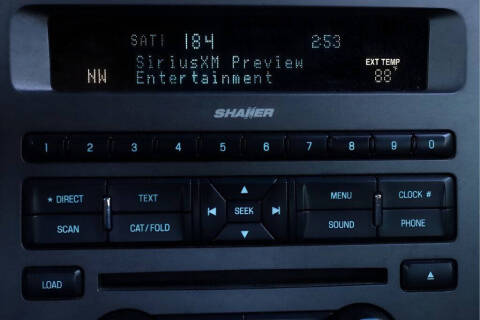 SAT1 184 2:53
SiriusXM Preview
EXT TEMP
NW Entertainment 88°F
SHAKER
1 2 3 4 5 6 7 8 9 0
* DIRECT TEXT MENU CLOCK #
SEEK
SCAN CAT/FOLD SOUND PHONE
LOAD